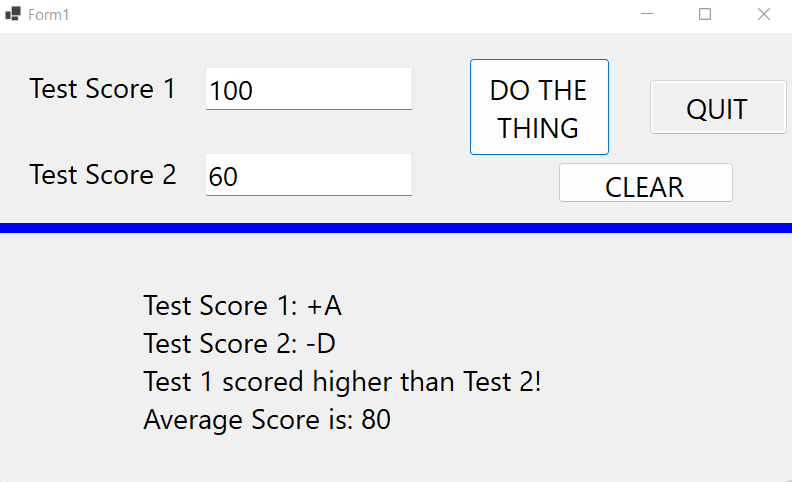 Form1
Test Score 1
100
DO THE
THING
QUIT
Test Score 2
60
CLEAR
Test Score 1: +A
Test Score 2: -D
Test 1 scored higher than Test 2!
Average Score is: 80